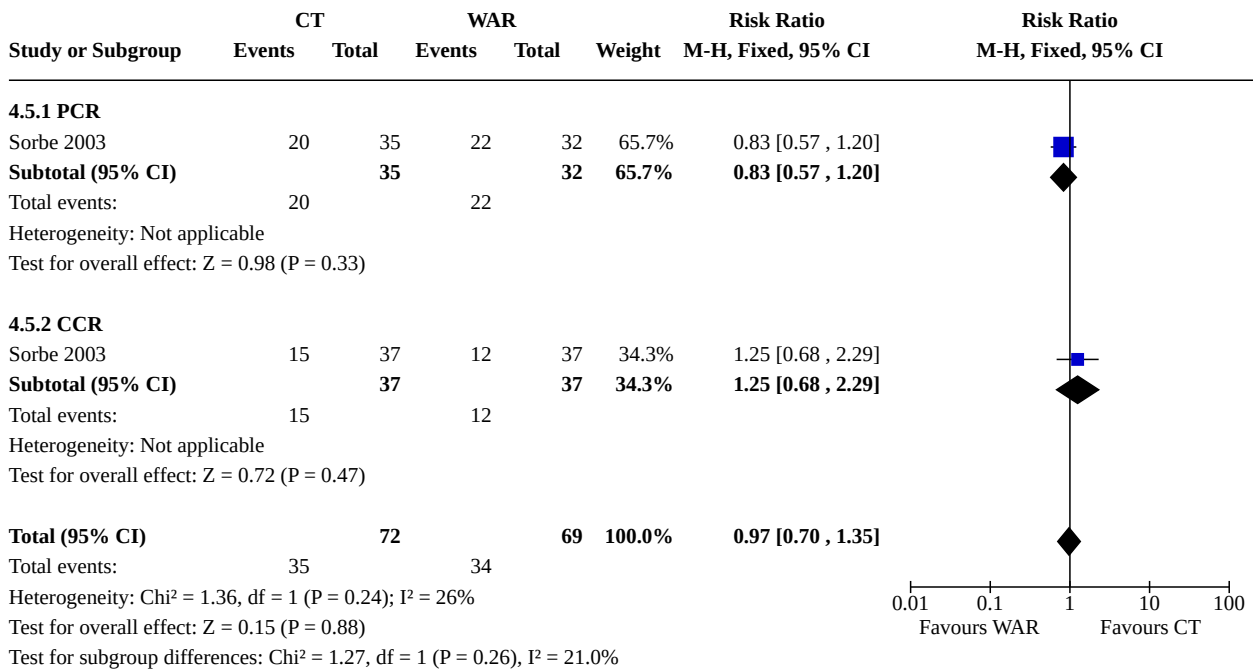 CT WAR Risk Ratio Risk Ratio
Study or Subgroup Events Total Events Total Weight M-H, Fixed, 95% CI M-H, Fixed, 95% CI
4.5.1 PCR
Sorbe 2003 20 35 22 32 65.7% 0.83 [0.57 , 1.20]
Subtotal (95% CI) 35 32 65.7% 0.83 [0.57 , 1.20]
Total events: 20 22
Heterogeneity: Not applicable
Test for overall effect: Z = 0.98 (P = 0.33)
4.5.2 CCR
Sorbe 2003 15 37 12 37 34.3% 1.25 [0.68 , 2.29]
Subtotal (95% CI) 37 37 34.3% 1.25 [0.68 , 2.29]
Total events: 15 12
Heterogeneity: Not applicable
Test for overall effect: Z = 0.72 (P = 0.47)
Total (95% CI) 72 69 100.0% 0.97 [0.70 , 1.35]
Total events: 35 34
Heterogeneity: Chi² = 1.36, df = 1 (P = 0.24); I² = 26%
0.01 0.1 1 10 100
Test for overall effect: Z = 0.15 (P = 0.88)
Favours WAR Favours CT
Test for subgroup differences: Chi² = 1.27, df = 1 (P = 0.26), I² = 21.0%